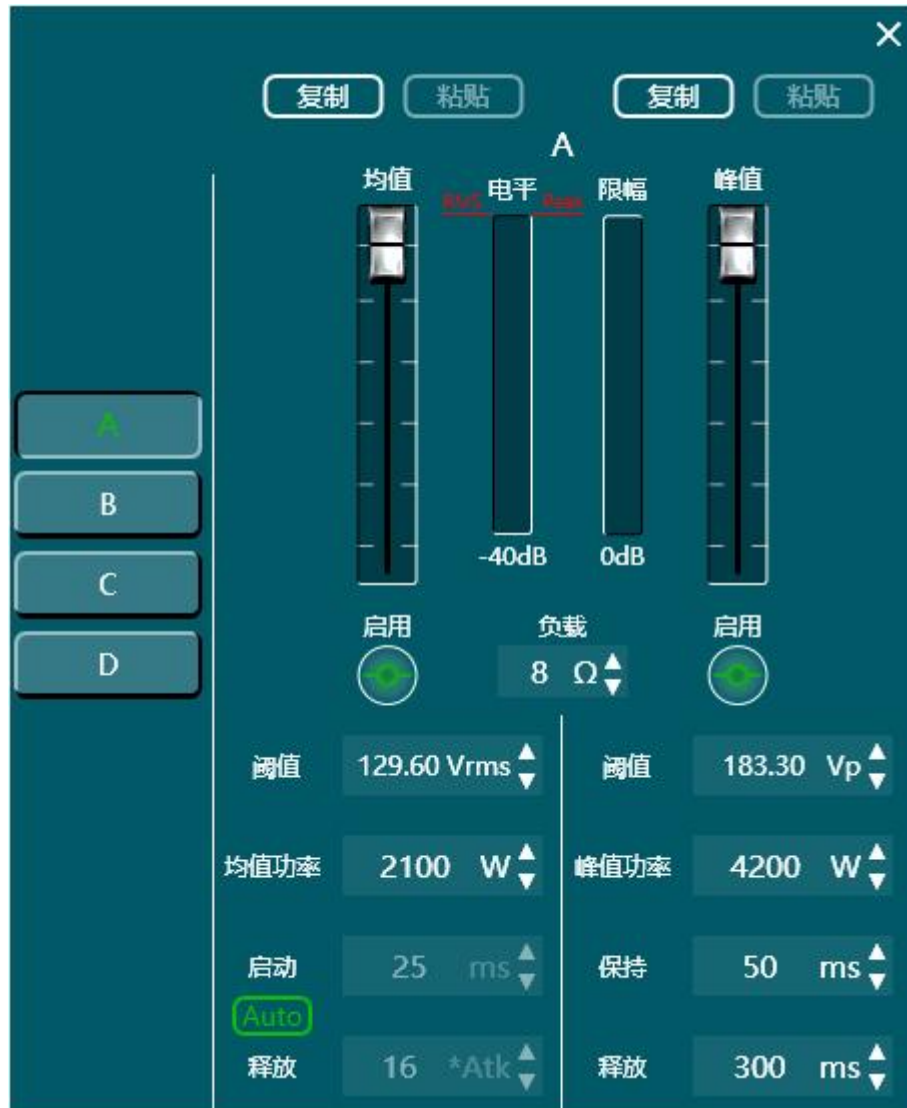 复制 粘贴 复制 粘贴
A
均值 RMS 电平 Peak 限幅 峰值
A
B
C
D
-40dB 0dB
启用 负载 启用
8 Ω
阈值 129.60 Vrms 阈值 183.30 Vp
均值功率 2100 W 峰值功率 4200 W
启动 25 ms 保持 50 ms
Auto
释放 16 *Atk 释放 300 ms